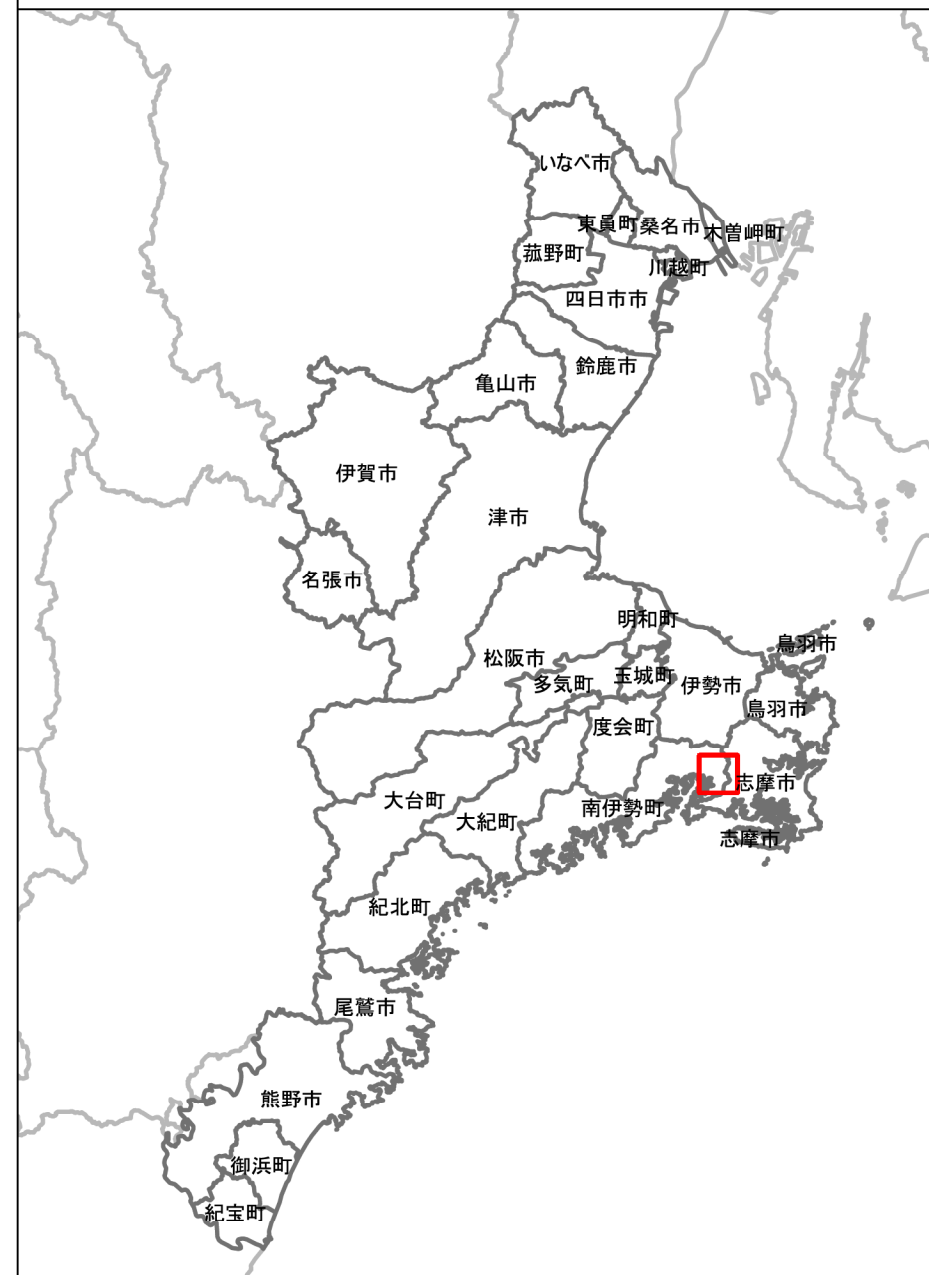 いなべ市
東員町
桑名市
木曽岬町
菰野町
川越町
四日市市
鈴鹿市
亀山市
伊賀市
津市
名張市
明和町
鳥羽市
松阪市
多気町
玉城町
伊勢市
鳥羽市
度会町
志摩市
大台町
南伊勢町
大紀町
志摩市
紀北町
尾鷲市
熊野市
御浜町
紀宝町